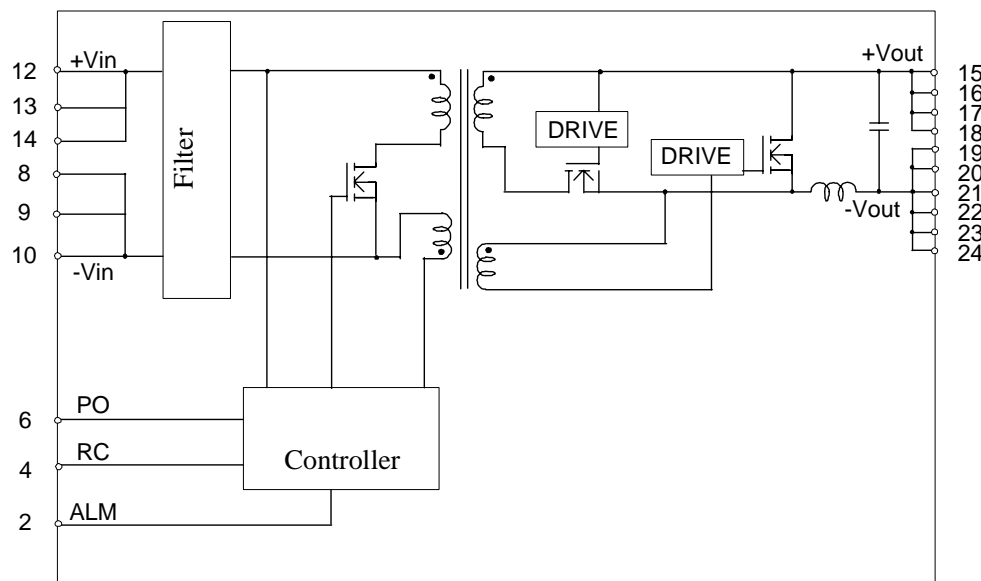 12
+Vin
13
14
8
9
10
-Vin
Filter
DRIVE
DRIVE
+Vout
-Vout
15
16
17
18
19
20
21
22
23
24
6
PO
4
RC
2
ALM
Controller